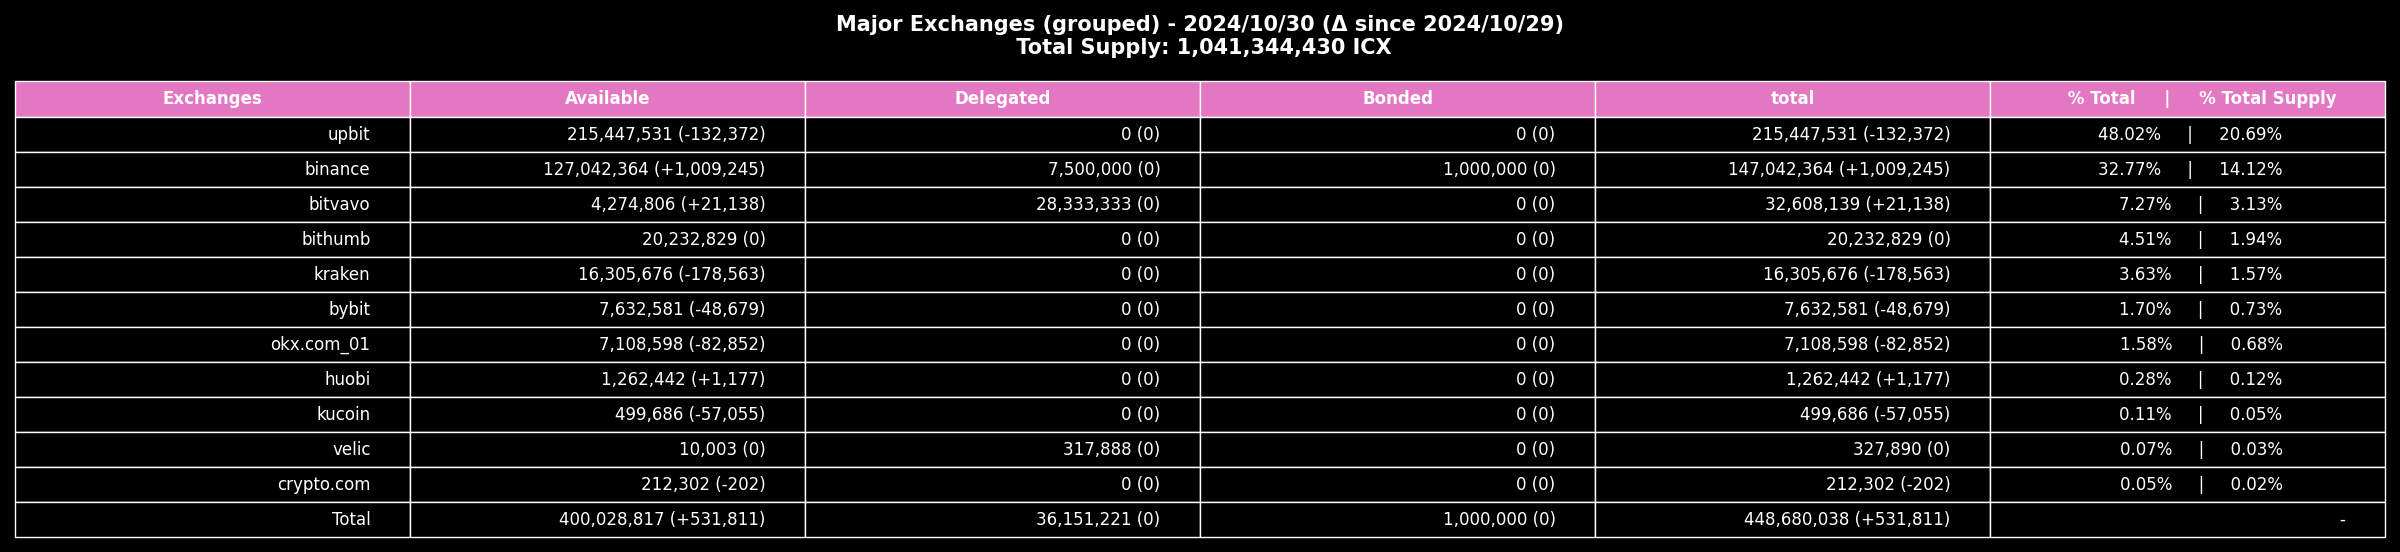 Major Exchanges (grouped) - 2024/10/30 (Δ since 2024/10/29)
Total Supply: 1,041,344,430 ICX
Exchanges Available Delegated Bonded total % Total | % Total Supply
upbit 215,447,531 (-132,372) 0 (0) 0 (0) 215,447,531 (-132,372) 48.02% | 20.69%
binance 127,042,364 (+1,009,245) 7,500,000 (0) 1,000,000 (0) 147,042,364 (+1,009,245) 32.77% | 14.12%
bitvavo 4,274,806 (+21,138) 28,333,333 (0) 0 (0) 32,608,139 (+21,138) 7.27% | 3.13%
bithumb 20,232,829 (0) 0 (0) 0 (0) 20,232,829 (0) 4.51% | 1.94%
kraken 16,305,676 (-178,563) 0 (0) 0 (0) 16,305,676 (-178,563) 3.63% | 1.57%
bybit 7,632,581 (-48,679) 0 (0) 0 (0) 7,632,581 (-48,679) 1.70% | 0.73%
okx.com_01 7,108,598 (-82,852) 0 (0) 0 (0) 7,108,598 (-82,852) 1.58% | 0.68%
huobi 1,262,442 (+1,177) 0 (0) 0 (0) 1,262,442 (+1,177) 0.28% | 0.12%
kucoin 499,686 (-57,055) 0 (0) 0 (0) 499,686 (-57,055) 0.11% | 0.05%
velic 10,003 (0) 317,888 (0) 0 (0) 327,890 (0) 0.07% | 0.03%
crypto.com 212,302 (-202) 0 (0) 0 (0) 212,302 (-202) 0.05% | 0.02%
Total 400,028,817 (+531,811) 36,151,221 (0) 1,000,000 (0) 448,680,038 (+531,811) -